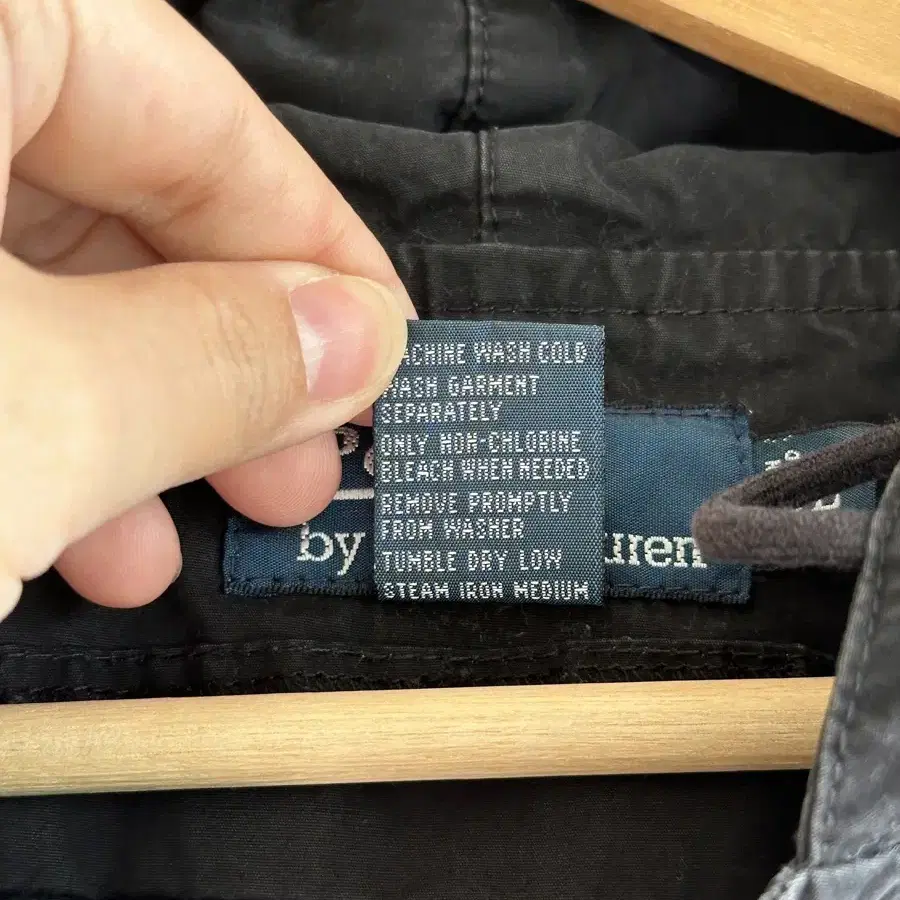 MACHINE WASH COLD
WASH GARMENT
SEPARATELY
ONLY NON-CHLORINE
BLEACH WHEN NEEDED
REMOVE PROMPTLY
FROM WASHER
TUMBLE DRY LOW
STEAM IRON MEDIUM
by uren